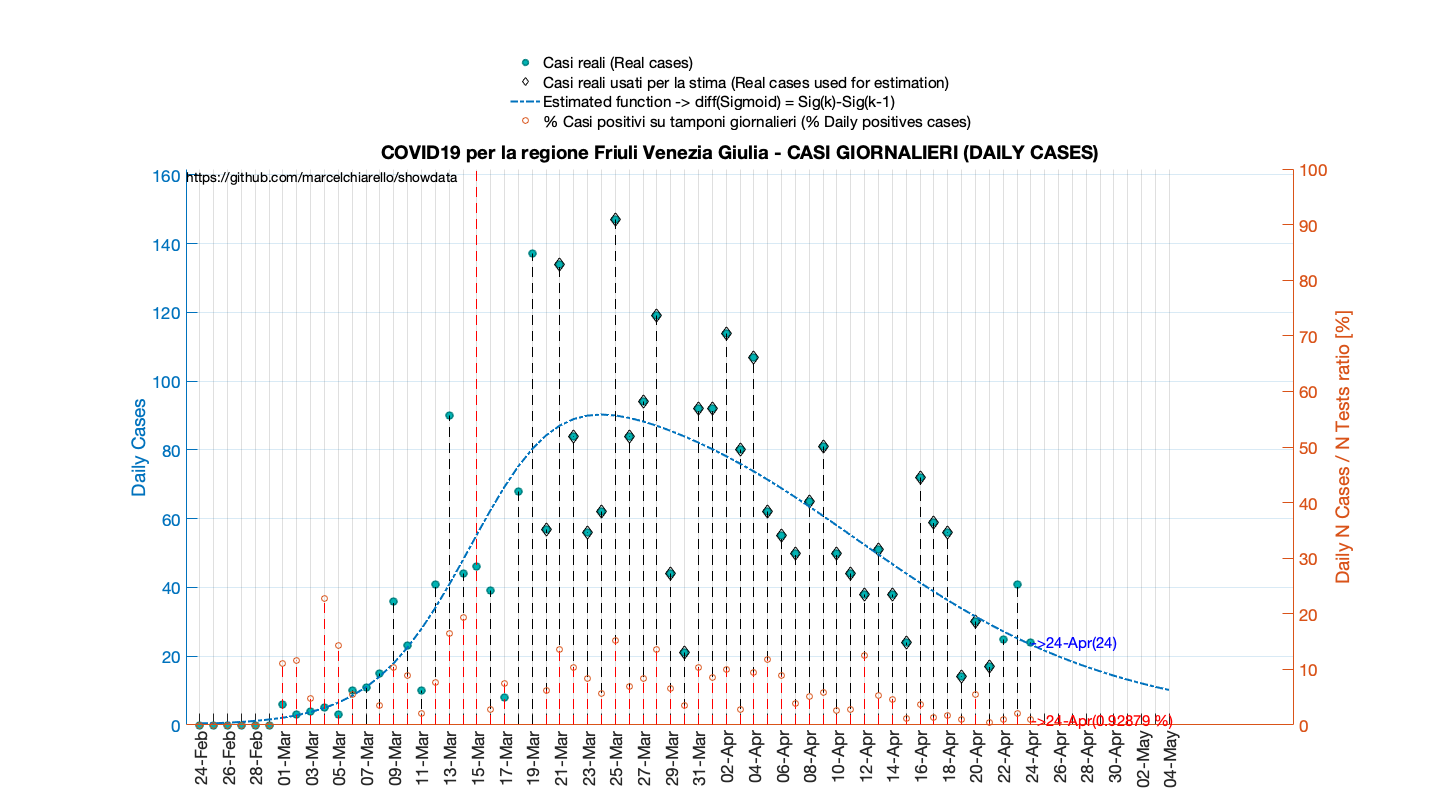 Casi reali (Real cases)
Casi reali usati per la stima (Real cases used for estimation)
Estimated function -> diff(Sigmoid) = Sig(k)-Sig(k-1)
% Casi positivi su tamponi giornalieri (% Daily positives cases)
COVID19 per la regione Friuli Venezia Giulia - CASI GIORNALIERI (DAILY CASES)
https://github.com/marcelchiarello/showdata
Daily Cases
160
140
120
100
80
60
40
20
0
100
90
80
70
60
50
40
30
20
10
0
Daily N Cases / N Tests ratio [%]
->24-Apr(24)
->24-Apr(0.92879 %)
24-Feb
26-Feb
28-Feb
01-Mar
03-Mar
05-Mar
07-Mar
09-Mar
11-Mar
13-Mar
15-Mar
17-Mar
19-Mar
21-Mar
23-Mar
25-Mar
27-Mar
29-Mar
31-Mar
02-Apr
04-Apr
06-Apr
08-Apr
10-Apr
12-Apr
14-Apr
16-Apr
18-Apr
20-Apr
22-Apr
24-Apr
26-Apr
28-Apr
30-Apr
02-May
04-May